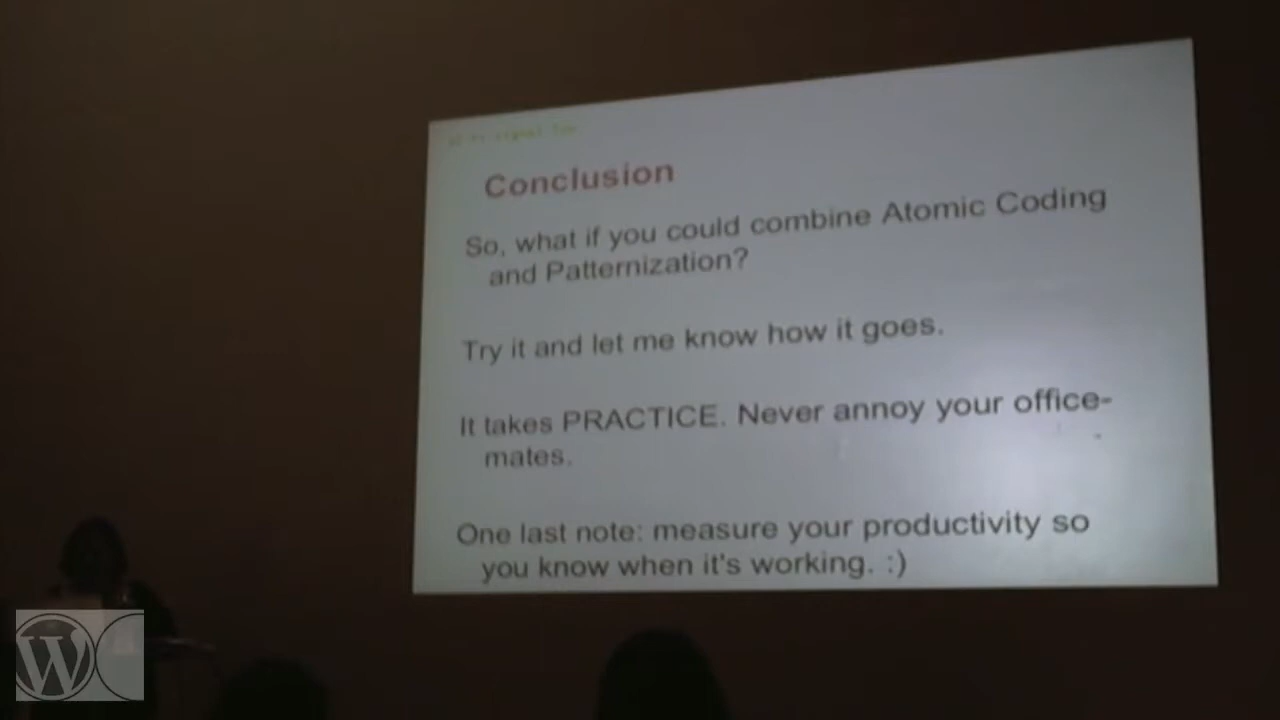 Conclusion
So, what if you could combine Atomic Coding
and Patternization?
Try it and let me know how it goes.
It takes PRACTICE. Never annoy your office-
mates.
One last note: measure your productivity so
you know when it's working. :)
W